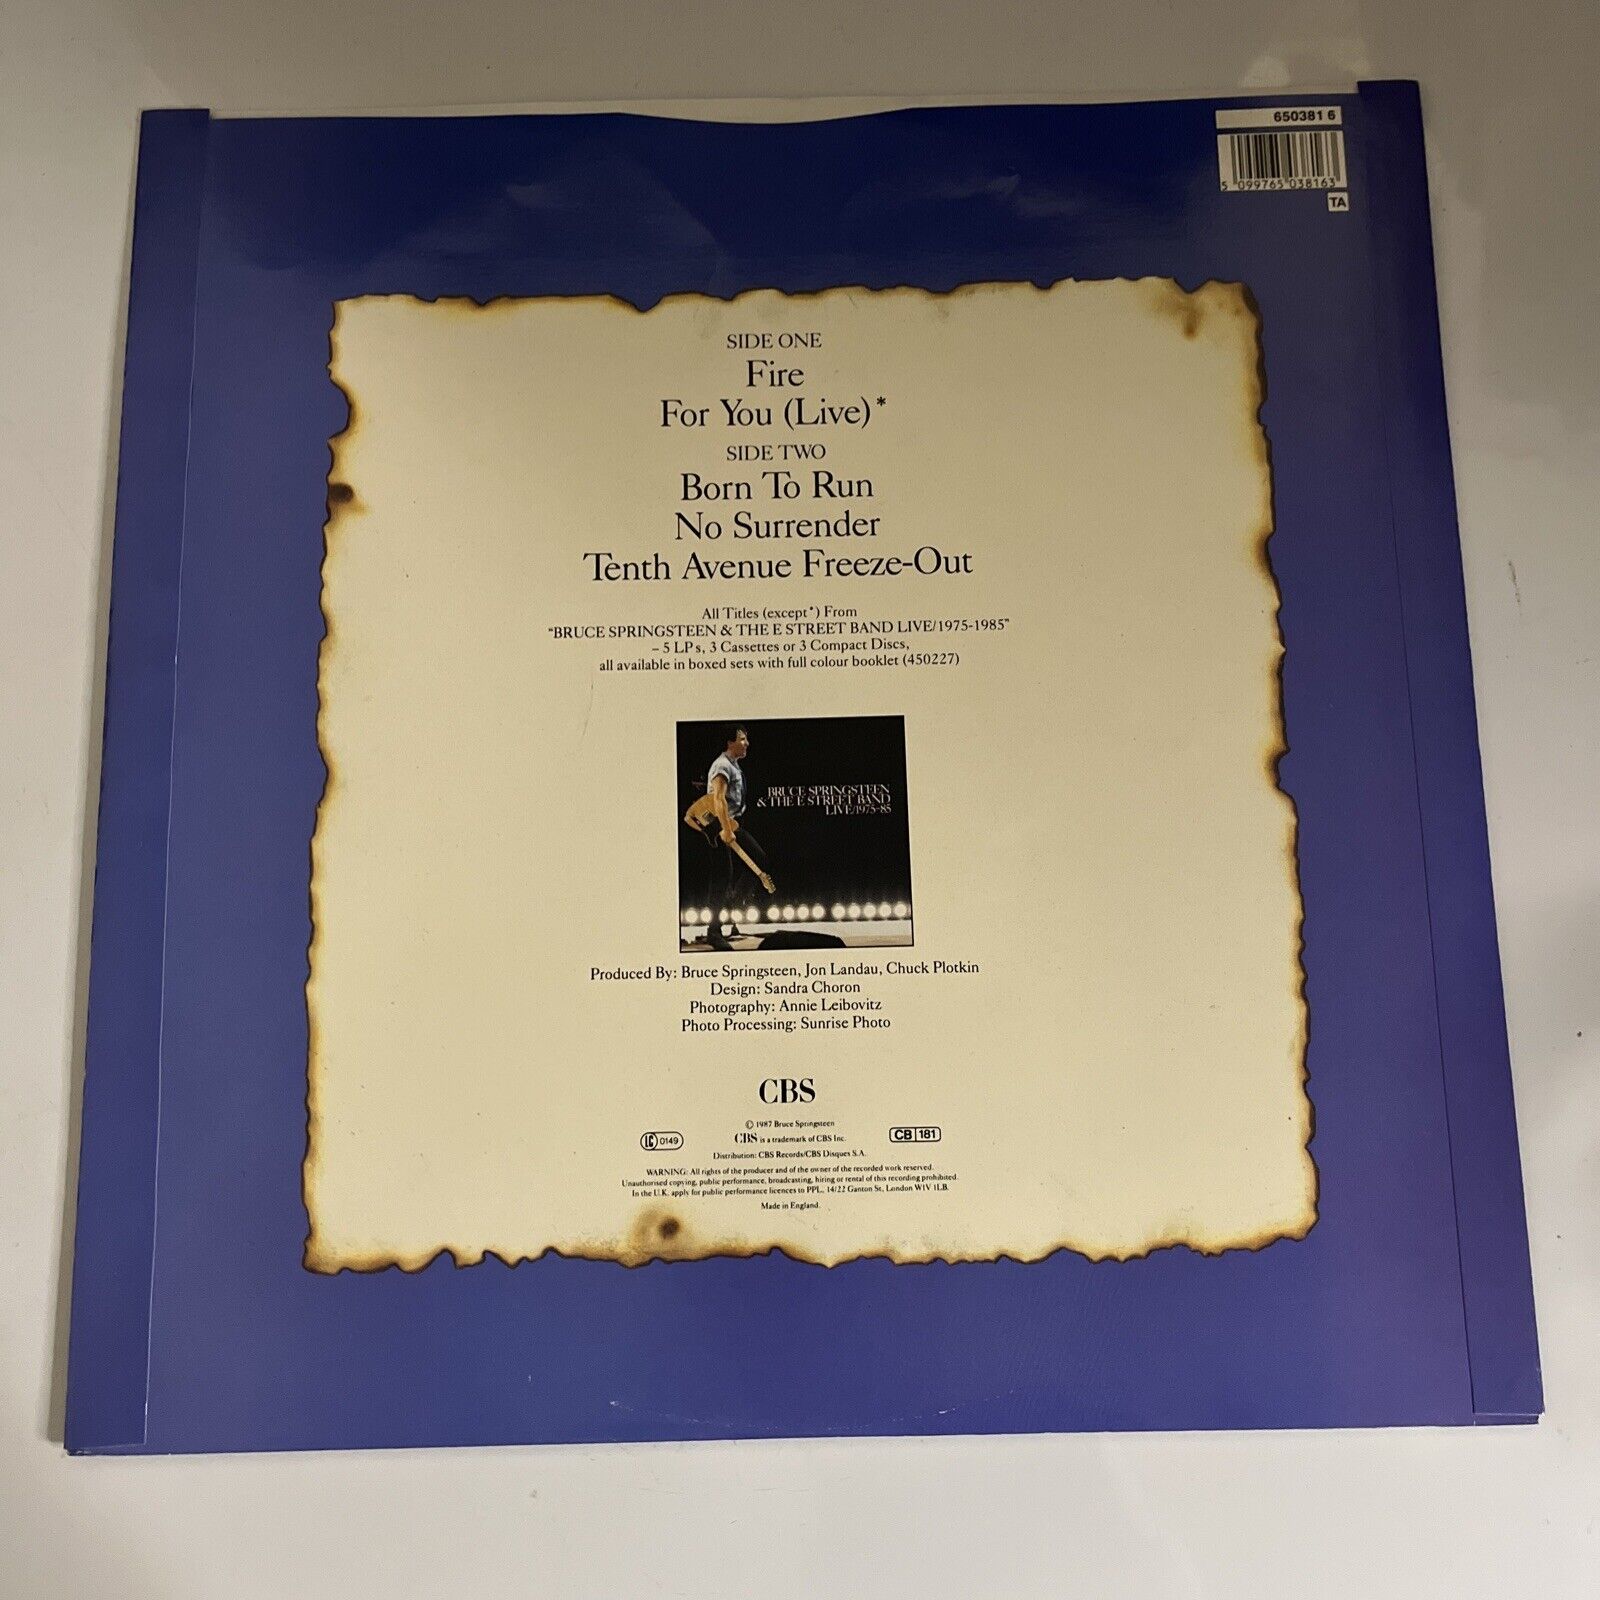 650381 6
5 099765 038163
TA
SIDE ONE
Fire
For You (Live)*
SIDE TWO
Born To Run
No Surrender
Tenth Avenue Freeze-Out
All Titles (except*) From
"BRUCE SPRINGSTEEN & THE E STREET BAND LIVE/1975-1985"
– 5 LPs, 3 Cassettes or 3 Compact Discs,
all available in boxed sets with full colour booklet (450227)
BRUCE SPRINGSTEEN
& THE E STREET BAND
LIVE/1975-85
Produced By: Bruce Springsteen, Jon Landau, Chuck Plotkin
Design: Sandra Choron
Photography: Annie Leibovitz
Photo Processing: Sunrise Photo
CBS
© 1987 Bruce Springsteen
LC 0149
CBS is a trademark of CBS Inc.
CB 181
Distribution: CBS Records/CBS Disques S.A.
WARNING: All rights of the producer and of the owner of the recorded work reserved.
Unauthorised copying, public performance, broadcasting, hiring or rental of this recording prohibited.
In the U.K. apply for public performance licences to PPL, 14/22 Ganton St, London W1V 1LB.
Made in England.